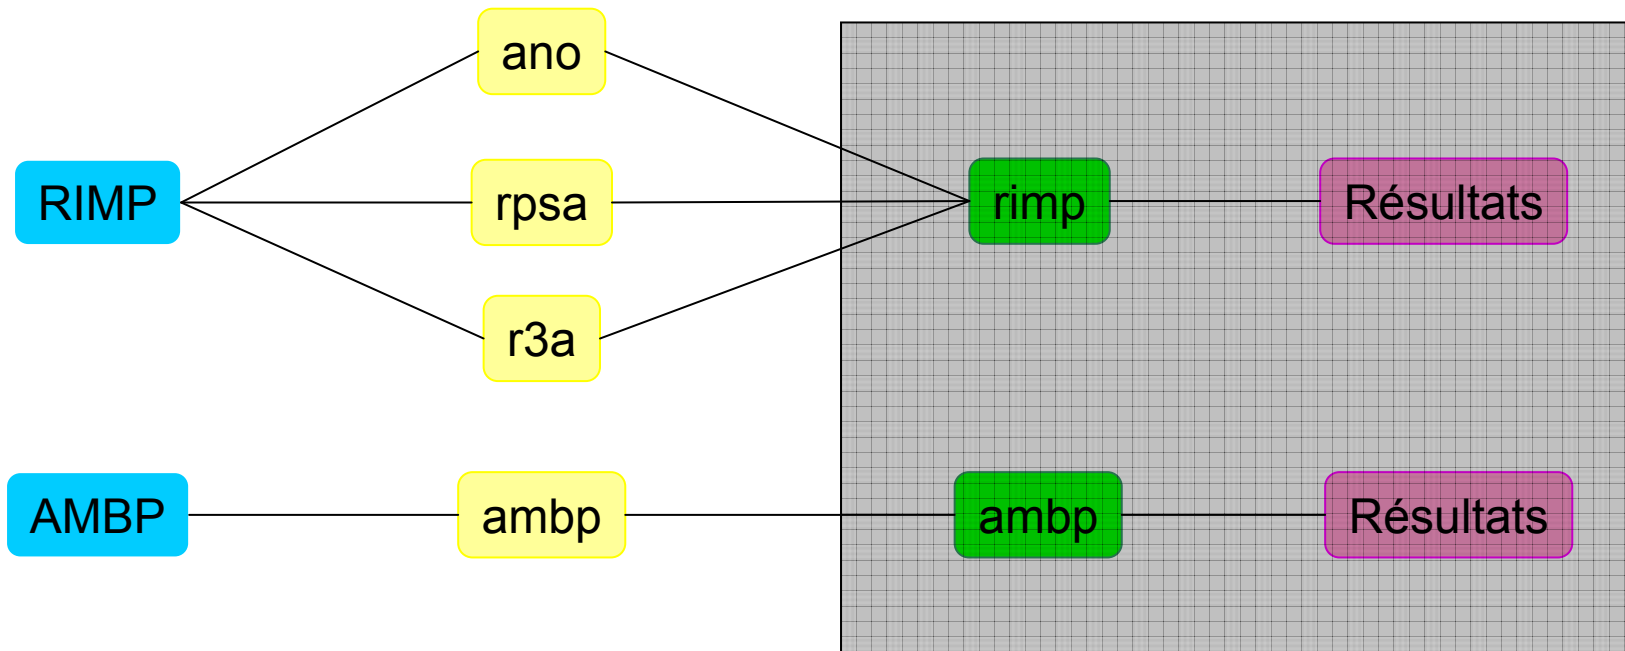 ano
RIMP
rpsa
rimp
Résultats
r3a
AMBP
ambp
ambp
Résultats